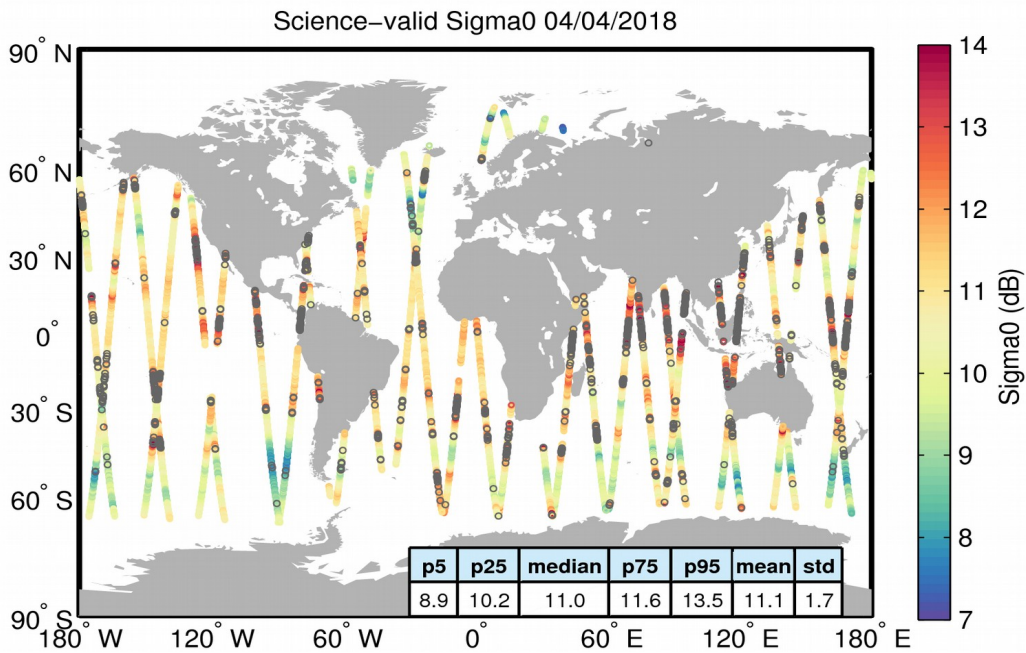 Science−valid Sigma0 04/04/2018
90° N
60° N
30° N
0°
30° S
60° S
90° S
180° W
120° W
60° W
0°
60° E
120° E
180° E
p5 p25 median p75 p95 mean std
8.9 10.2 11.0 11.6 13.5 11.1 1.7
14
13
12
11
10
9
8
7
Sigma0 (dB)